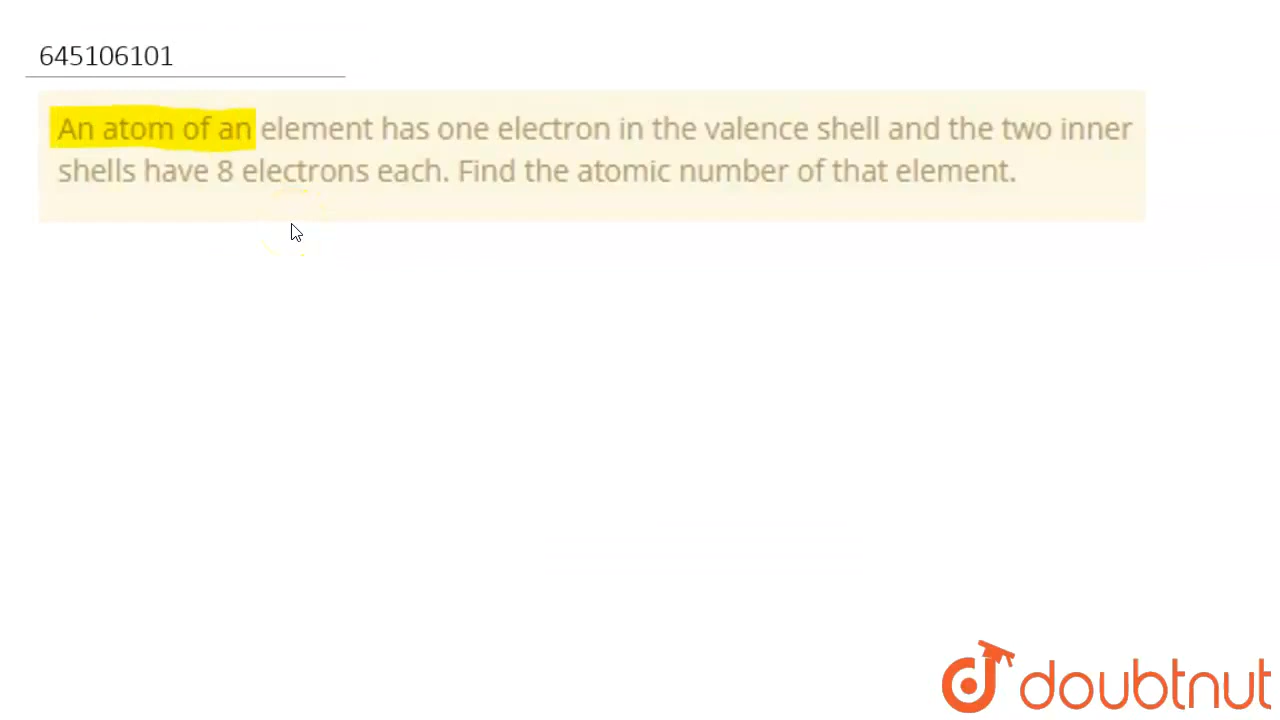 645106101
An atom of an element has one electron in the valence shell and the two inner
shells have 8 electrons each. Find the atomic number of that element.
doubtnut